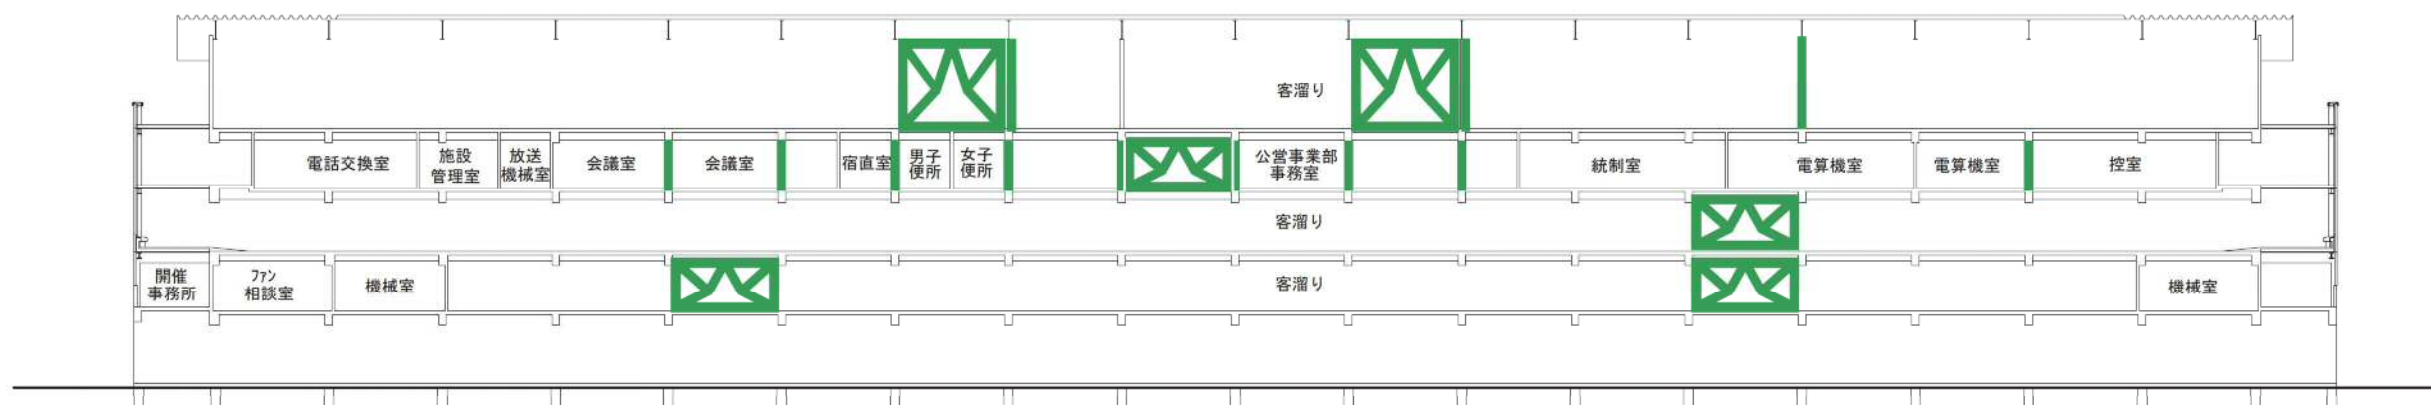 客溜り
電話交換室
施設
管理室
放送
機械室
会議室
会議室
宿直室
男子
便所
女子
便所
公営事業部
事務室
統制室
電算機室
電算機室
控室
客溜り
開催
事務所
ファン
相談室
機械室
客溜り
機械室